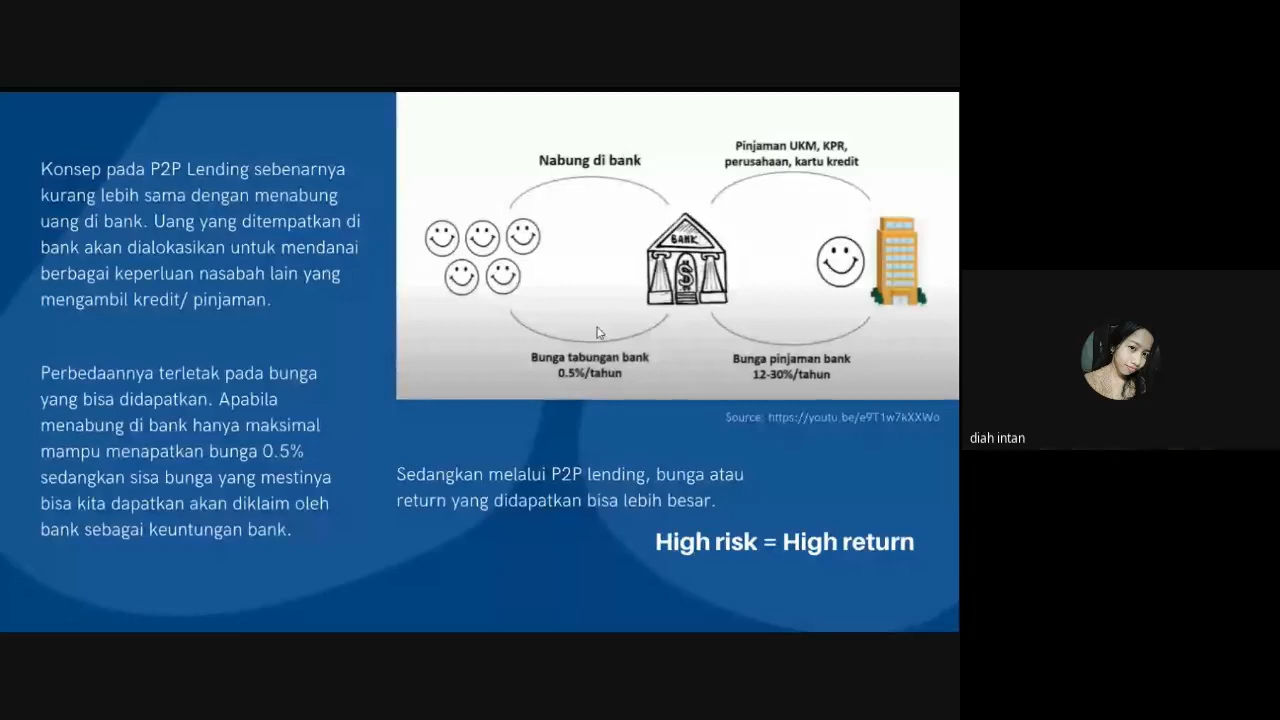 Konsep pada P2P Lending sebenarnya
kurang lebih sama dengan menabung
uang di bank. Uang yang ditempatkan di
bank akan dialokasikan untuk mendanai
berbagai keperluan nasabah lain yang
mengambil kredit/ pinjaman.
Perbedaannya terletak pada bunga
yang bisa didapatkan. Apabila
menabung di bank hanya maksimal
mampu menapatkan bunga 0.5%
sedangkan sisa bunga yang mestinya
bisa kita dapatkan akan diklaim oleh
bank sebagai keuntungan bank.
Nabung di bank
Pinjaman UKM, KPR,
perusahaan, kartu kredit
BANK
$
Bunga tabungan bank
0.5%/tahun
Bunga pinjaman bank
12-30%/tahun
Source: https://youtu.be/e9T1w7kXXWo
Sedangkan melalui P2P lending, bunga atau
return yang didapatkan bisa lebih besar.
High risk = High return
diah intan